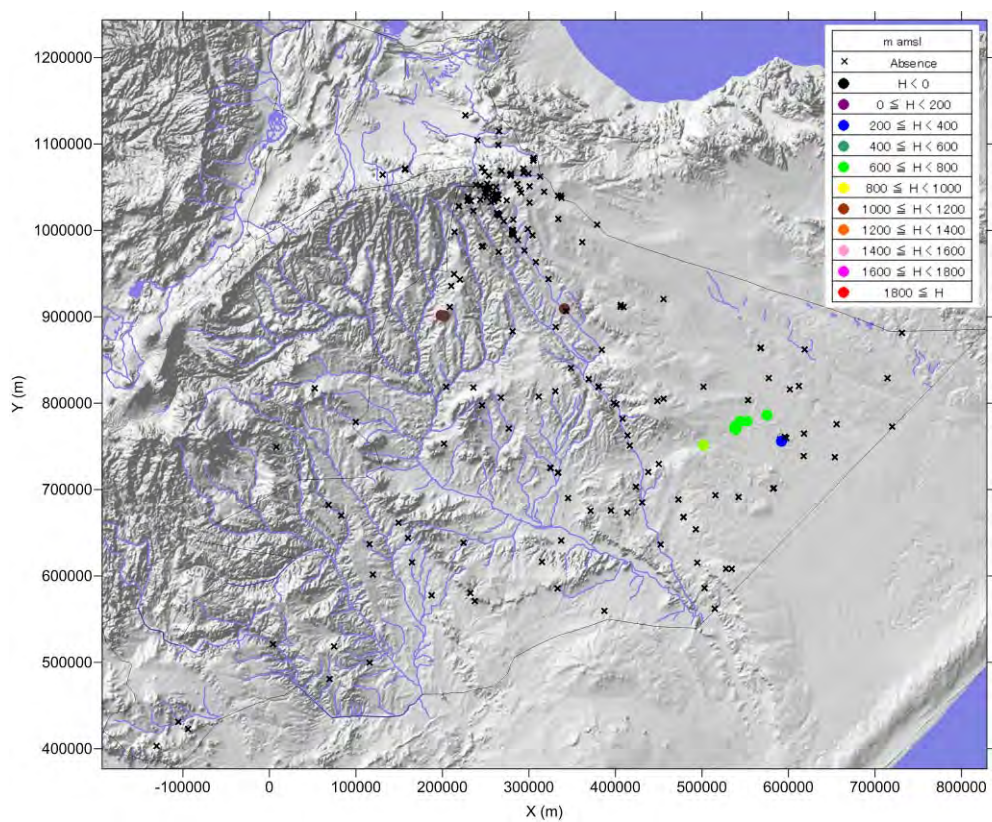 m amsl
× Absence
H < 0
0 ≦ H < 200
200 ≦ H < 400
400 ≦ H < 600
600 ≦ H < 800
800 ≦ H < 1000
1000 ≦ H < 1200
1200 ≦ H < 1400
1400 ≦ H < 1600
1600 ≦ H < 1800
1800 ≦ H
Y (m)
1200000
1100000
1000000
900000
800000
700000
600000
500000
400000
-100000 0 100000 200000 300000 400000 500000 600000 700000 800000
X (m)